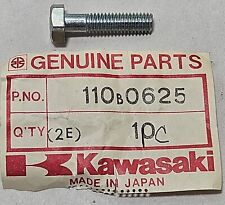 GENUINE PARTS
P.NO. 110B0625
Q'TY (2E) 1PC
Kawasaki
MADE IN JAPAN